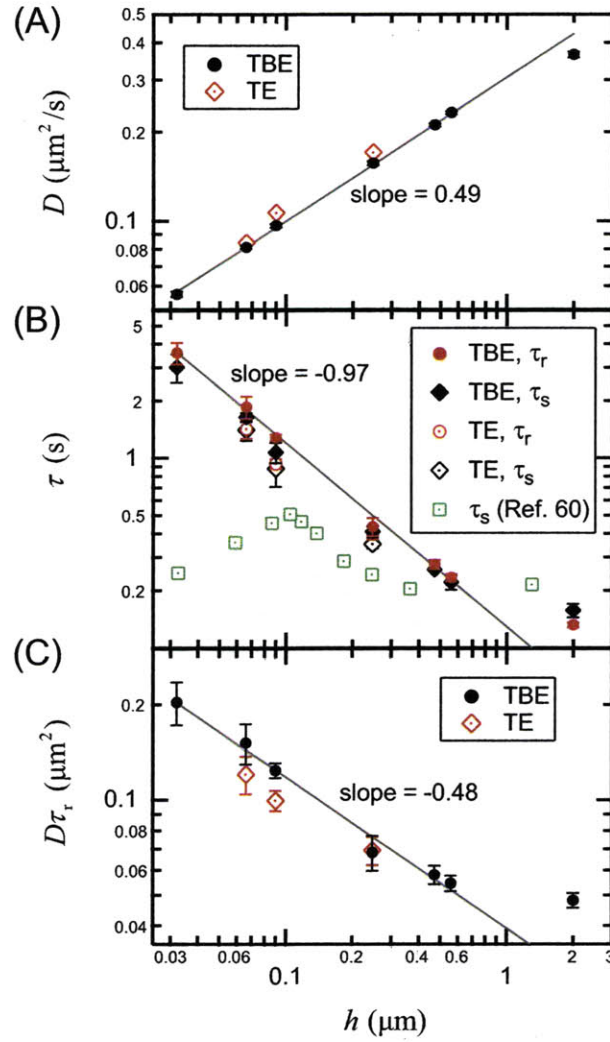 (A)
0.5
0.4
0.3
0.2
0.1
0.08
0.06
D (μm²/s)
TBE
TE
slope = 0.49
(B)
5
2
1
0.5
0.2
τ (s)
slope = -0.97
TBE, τr
TBE, τs
TE, τr
TE, τs
τs (Ref. 60)
(C)
0.2
0.1
0.08
0.06
0.04
Dτr (μm²)
TBE
TE
slope = -0.48
0.03 0.06 0.1 0.2 0.4 0.6 1 2 3
h (μm)